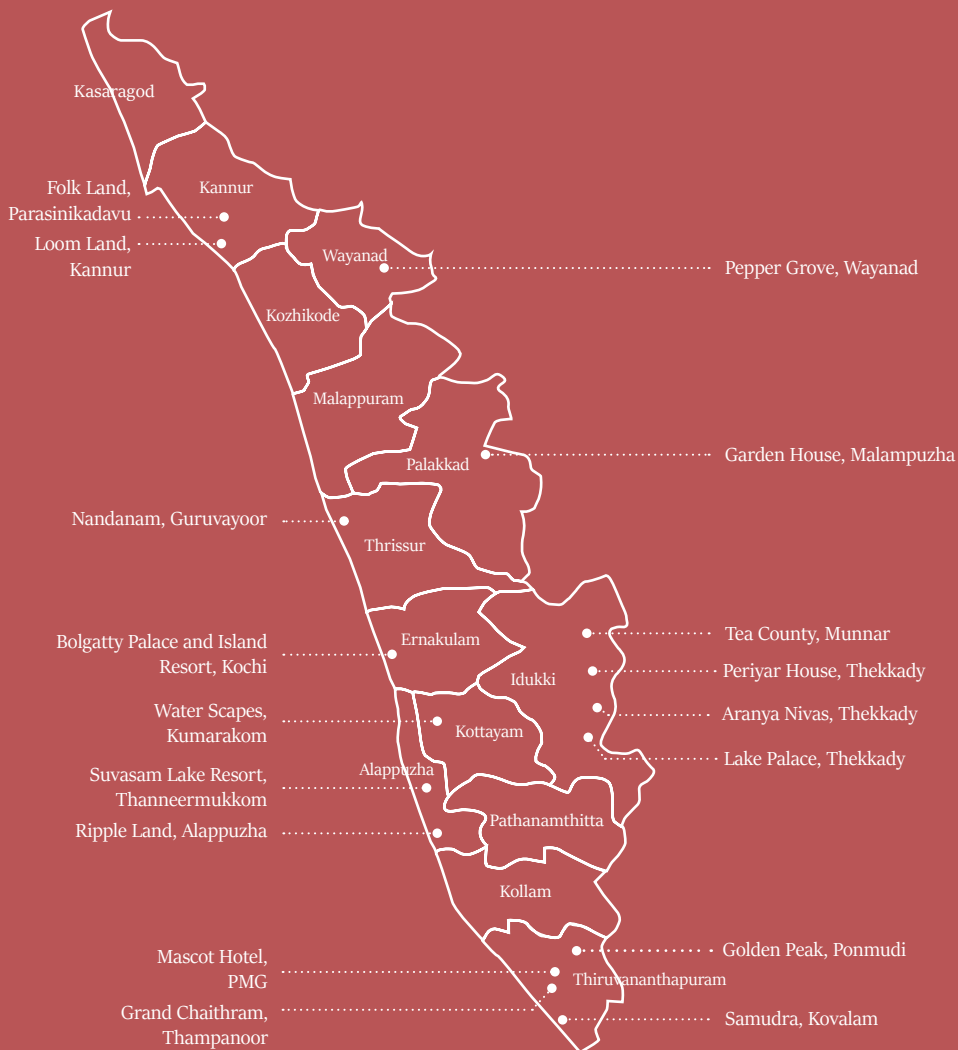 Kasaragod
Kannur
Folk Land,
Parasinikadavu
Loom Land,
Kannur
Wayanad
Pepper Grove, Wayanad
Kozhikode
Malappuram
Palakkad
Garden House, Malampuzha
Nandanam, Guruvayoor
Thrissur
Ernakulam
Bolgatty Palace and Island
Resort, Kochi
Tea County, Munnar
Idukki
Periyar House, Thekkady
Water Scapes,
Kumarakom
Aranya Nivas, Thekkady
Kottayam
Lake Palace, Thekkady
Alappuzha
Suvasam Lake Resort,
Thanneermukkom
Ripple Land, Alappuzha
Pathanamthitta
Kollam
Golden Peak, Ponmudi
Mascot Hotel,
PMG
Thiruvananthapuram
Grand Chaithram,
Thampanoor
Samudra, Kovalam